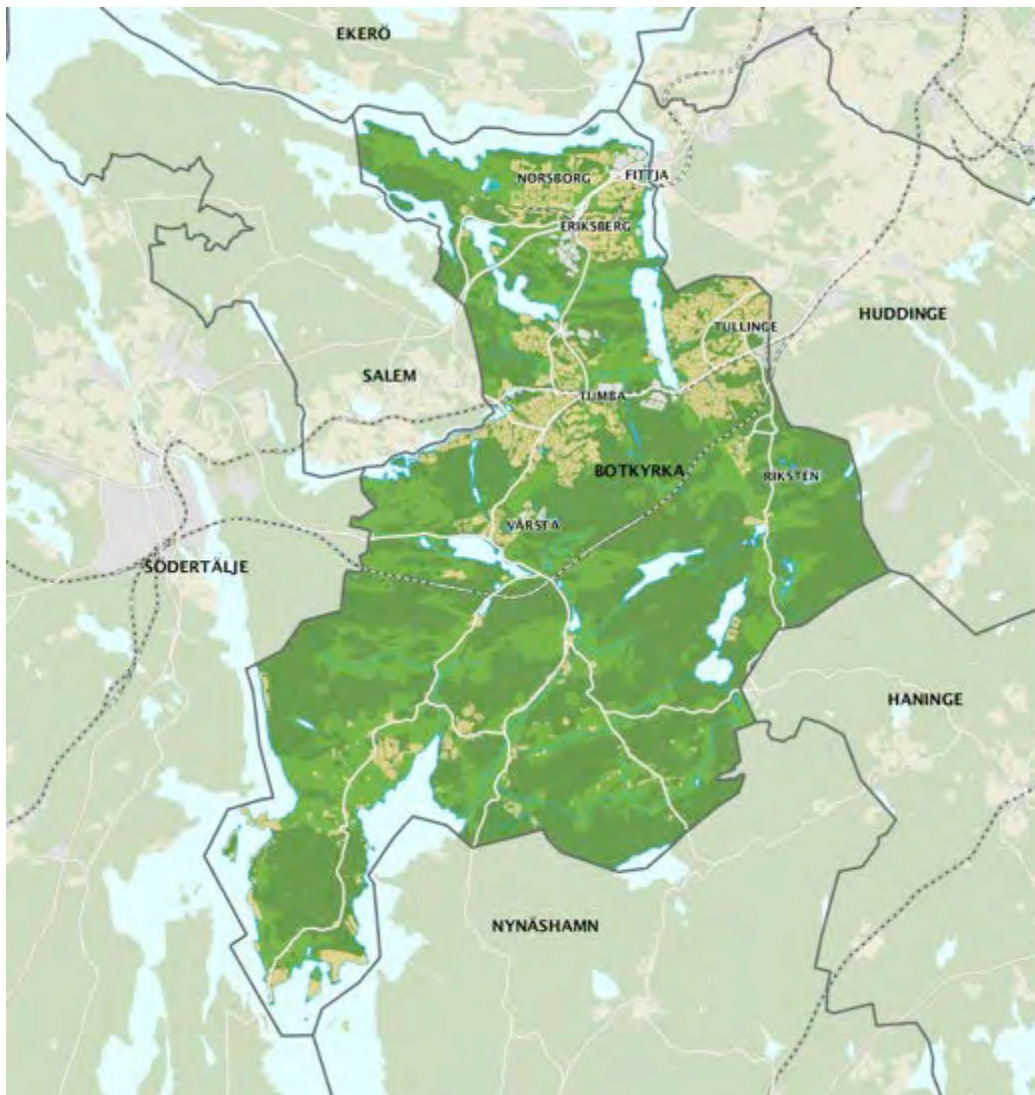 EKERÖ
NORSBORG
FITTJA
ERIKSBERG
HUDDINGE
TULLINGE
SALEM
TUMBA
BOTKYRKA
RIKSTEN
VÅRSTA
SÖDERTÄLJE
HANINGE
NYNÄSHAMN